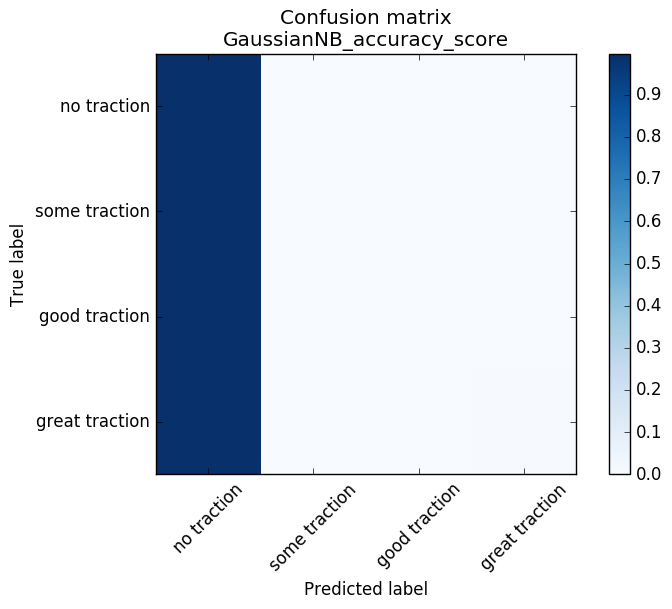 Confusion matrix
GaussianNB_accuracy_score
no traction
some traction
good traction
great traction
True label
no traction
some traction
good traction
great traction
Predicted label
0.9
0.8
0.7
0.6
0.5
0.4
0.3
0.2
0.1
0.0